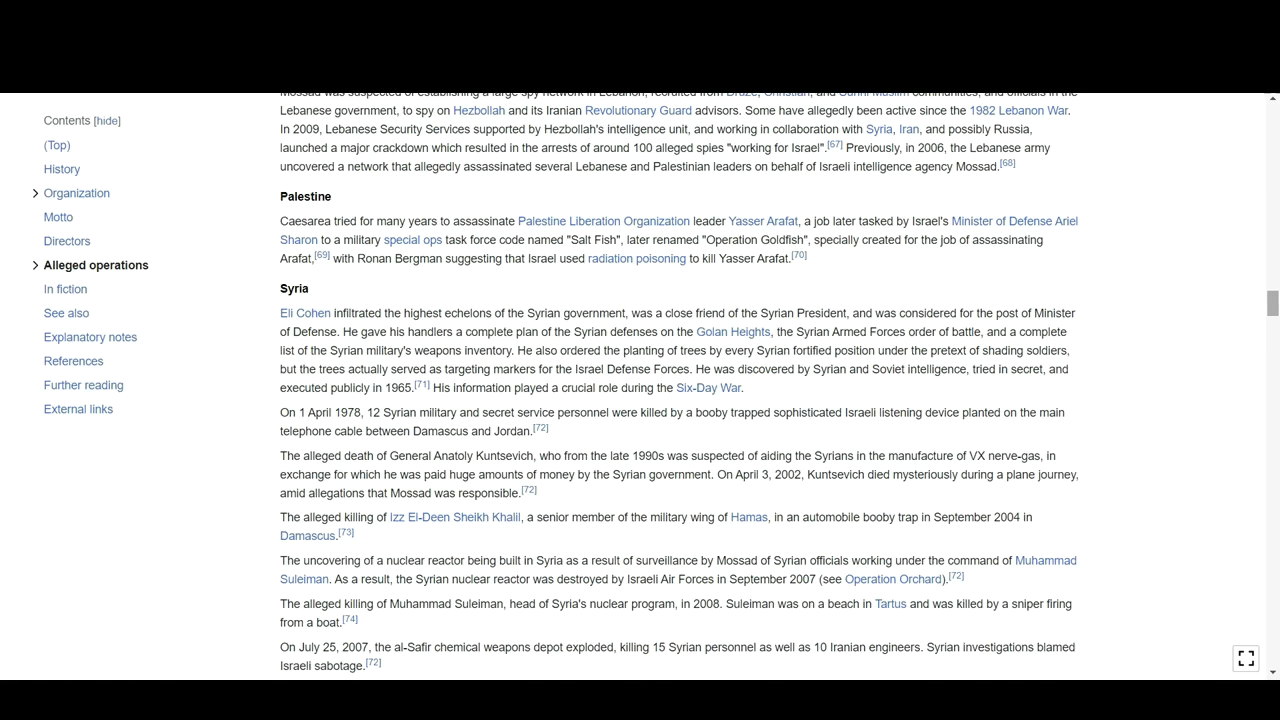 Contents [hide]
(Top)
History
Organization
Motto
Directors
Alleged operations
In fiction
See also
Explanatory notes
References
Further reading
External links
Mossad was suspected of establishing a large spy network in Lebanon, recruited from Druze, Christian, and Sunni Muslim communities, and officials in the
Lebanese government, to spy on Hezbollah and its Iranian Revolutionary Guard advisors. Some have allegedly been active since the 1982 Lebanon War.
In 2009, Lebanese Security Services supported by Hezbollah's intelligence unit, and working in collaboration with Syria, Iran, and possibly Russia,
launched a major crackdown which resulted in the arrests of around 100 alleged spies "working for Israel".[67] Previously, in 2006, the Lebanese army
uncovered a network that allegedly assassinated several Lebanese and Palestinian leaders on behalf of Israeli intelligence agency Mossad.[68]
Palestine
Caesarea tried for many years to assassinate Palestine Liberation Organization leader Yasser Arafat, a job later tasked by Israel's Minister of Defense Ariel
Sharon to a military special ops task force code named "Salt Fish", later renamed "Operation Goldfish", specially created for the job of assassinating
Arafat,[69] with Ronan Bergman suggesting that Israel used radiation poisoning to kill Yasser Arafat.[70]
Syria
Eli Cohen infiltrated the highest echelons of the Syrian government, was a close friend of the Syrian President, and was considered for the post of Minister
of Defense. He gave his handlers a complete plan of the Syrian defenses on the Golan Heights, the Syrian Armed Forces order of battle, and a complete
list of the Syrian military's weapons inventory. He also ordered the planting of trees by every Syrian fortified position under the pretext of shading soldiers,
but the trees actually served as targeting markers for the Israel Defense Forces. He was discovered by Syrian and Soviet intelligence, tried in secret, and
executed publicly in 1965.[71] His information played a crucial role during the Six-Day War.
On 1 April 1978, 12 Syrian military and secret service personnel were killed by a booby trapped sophisticated Israeli listening device planted on the main
telephone cable between Damascus and Jordan.[72]
The alleged death of General Anatoly Kuntsevich, who from the late 1990s was suspected of aiding the Syrians in the manufacture of VX nerve-gas, in
exchange for which he was paid huge amounts of money by the Syrian government. On April 3, 2002, Kuntsevich died mysteriously during a plane journey,
amid allegations that Mossad was responsible.[72]
The alleged killing of Izz El-Deen Sheikh Khalil, a senior member of the military wing of Hamas, in an automobile booby trap in September 2004 in
Damascus.[73]
The uncovering of a nuclear reactor being built in Syria as a result of surveillance by Mossad of Syrian officials working under the command of Muhammad
Suleiman. As a result, the Syrian nuclear reactor was destroyed by Israeli Air Forces in September 2007 (see Operation Orchard).[72]
The alleged killing of Muhammad Suleiman, head of Syria's nuclear program, in 2008. Suleiman was on a beach in Tartus and was killed by a sniper firing
from a boat.[74]
On July 25, 2007, the al-Safir chemical weapons depot exploded, killing 15 Syrian personnel as well as 10 Iranian engineers. Syrian investigations blamed
Israeli sabotage.[72]